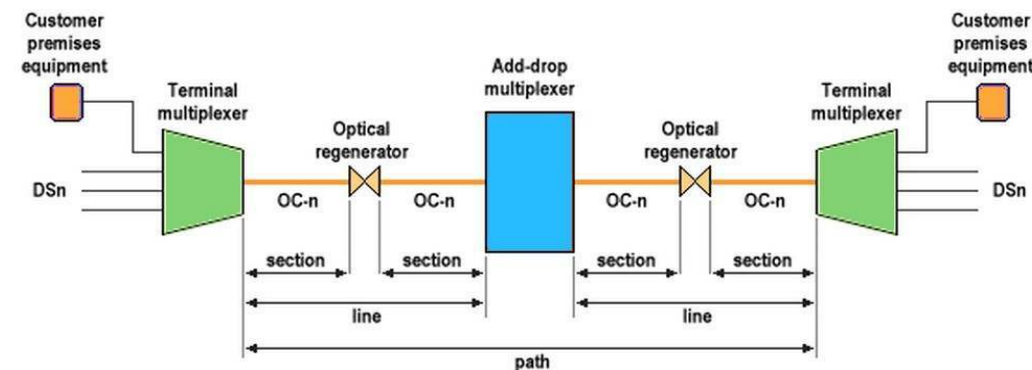 Customer
premises
equipment
Terminal
multiplexer
Optical
regenerator
Add-drop
multiplexer
Optical
regenerator
Terminal
multiplexer
Customer
premises
equipment
DSn
OC-n
OC-n
OC-n
OC-n
DSn
section
section
section
section
line
line
path